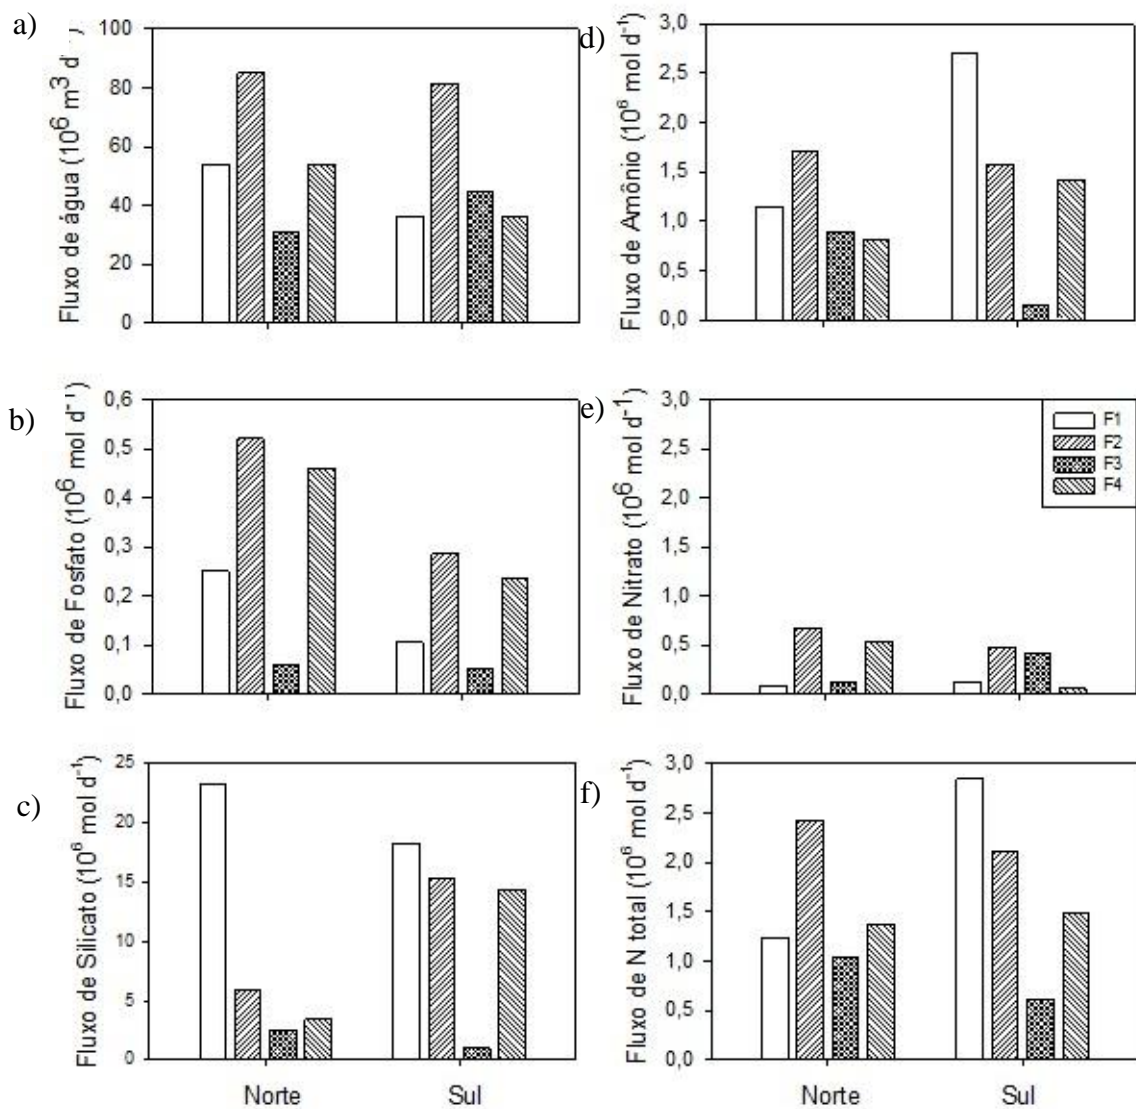 a)
Fluxo de água (10⁶ m³ d⁻¹)
100
80
60
40
20
0
d)
Fluxo de Amônio (10⁶ mol d⁻¹)
3,0
2,5
2,0
1,5
1,0
0,5
0,0
b)
Fluxo de Fosfato (10⁶ mol d⁻¹)
0,6
0,5
0,4
0,3
0,2
0,1
0,0
e)
Fluxo de Nitrato (10⁶ mol d⁻¹)
3,0
2,5
2,0
1,5
1,0
0,5
0,0
F1
F2
F3
F4
c)
Fluxo de Silicato (10⁶ mol d⁻¹)
25
20
15
10
5
0
Norte Sul
f)
Fluxo de N total (10⁶ mol d⁻¹)
3,0
2,5
2,0
1,5
1,0
0,5
0,0
Norte Sul